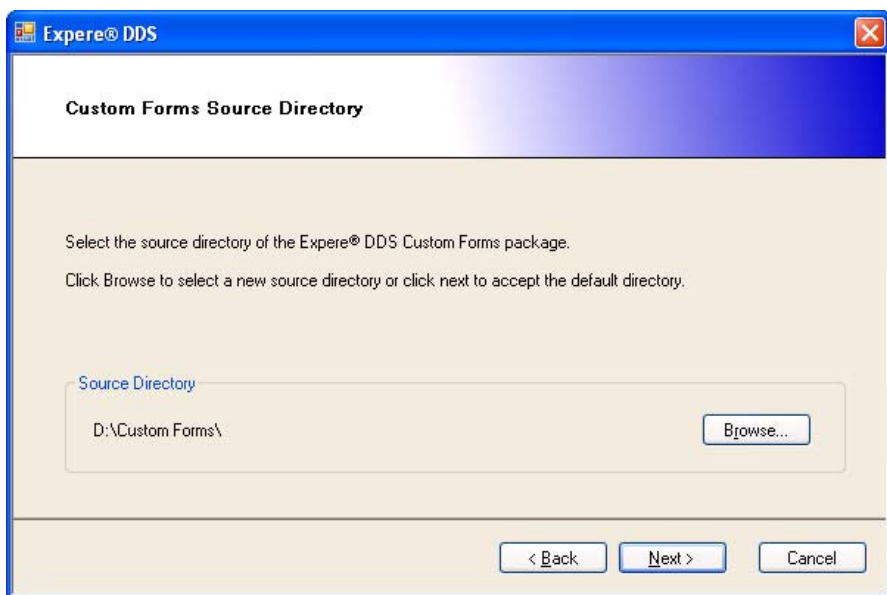 Expere® DDS
Custom Forms Source Directory
Select the source directory of the Expere® DDS Custom Forms package.
Click Browse to select a new source directory or click next to accept the default directory.
Source Directory
D:\Custom Forms\
Browse...
< Back
Next >
Cancel